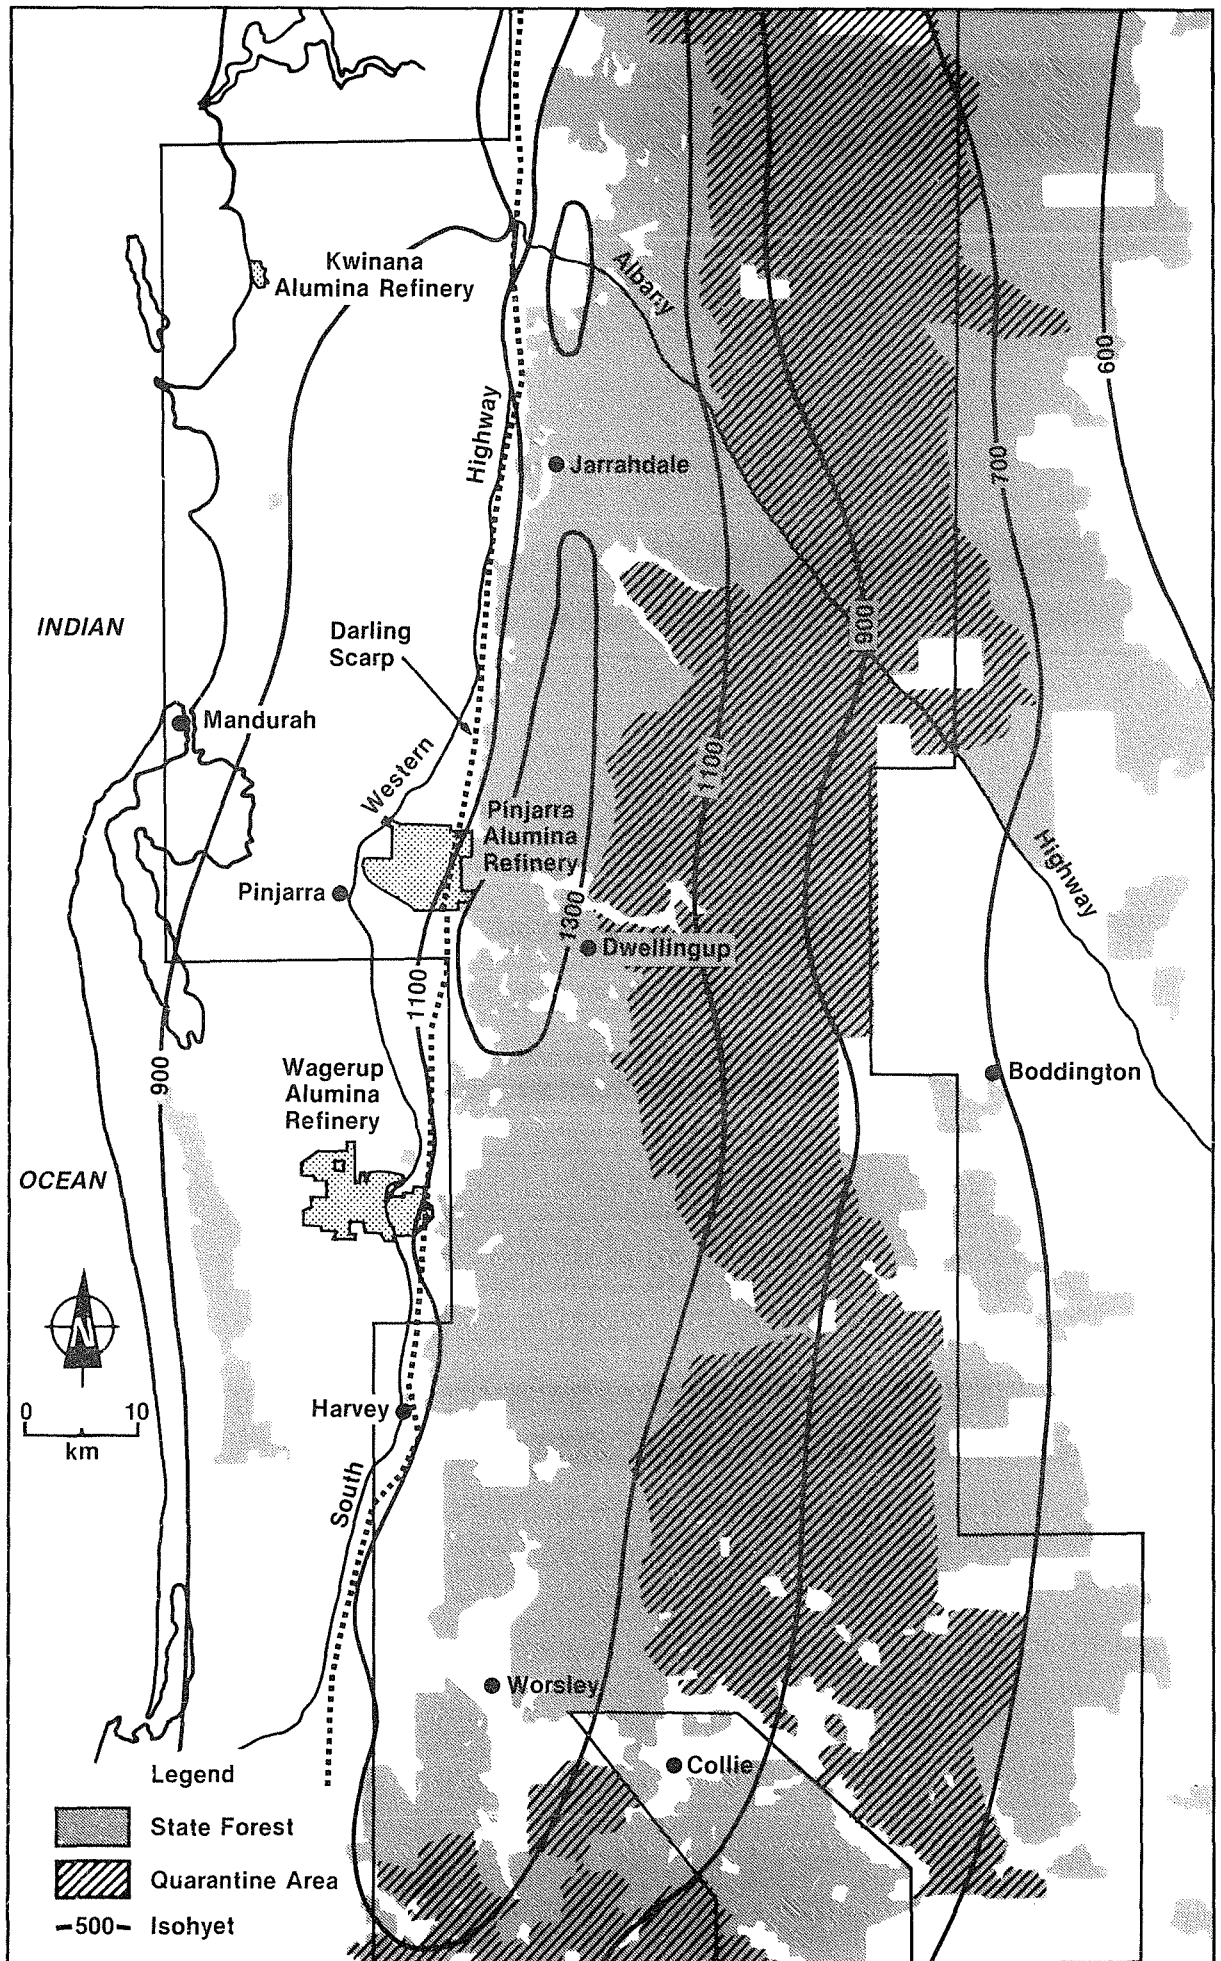 Kwinana
Alumina Refinery
Albany
600
Highway
Jarrahdale
700
INDIAN
Darling
Scarp
900
Mandurah
Western
1100
Pinjarra
Alumina
Refinery
Highway
Pinjarra
1300
Dwellingup
1100
900
Wagerup
Alumina
Refinery
Boddington
OCEAN
N
Harvey
0 10
km
South
Worsley
Collie
Legend
State Forest
Quarantine Area
-500- Isohyet